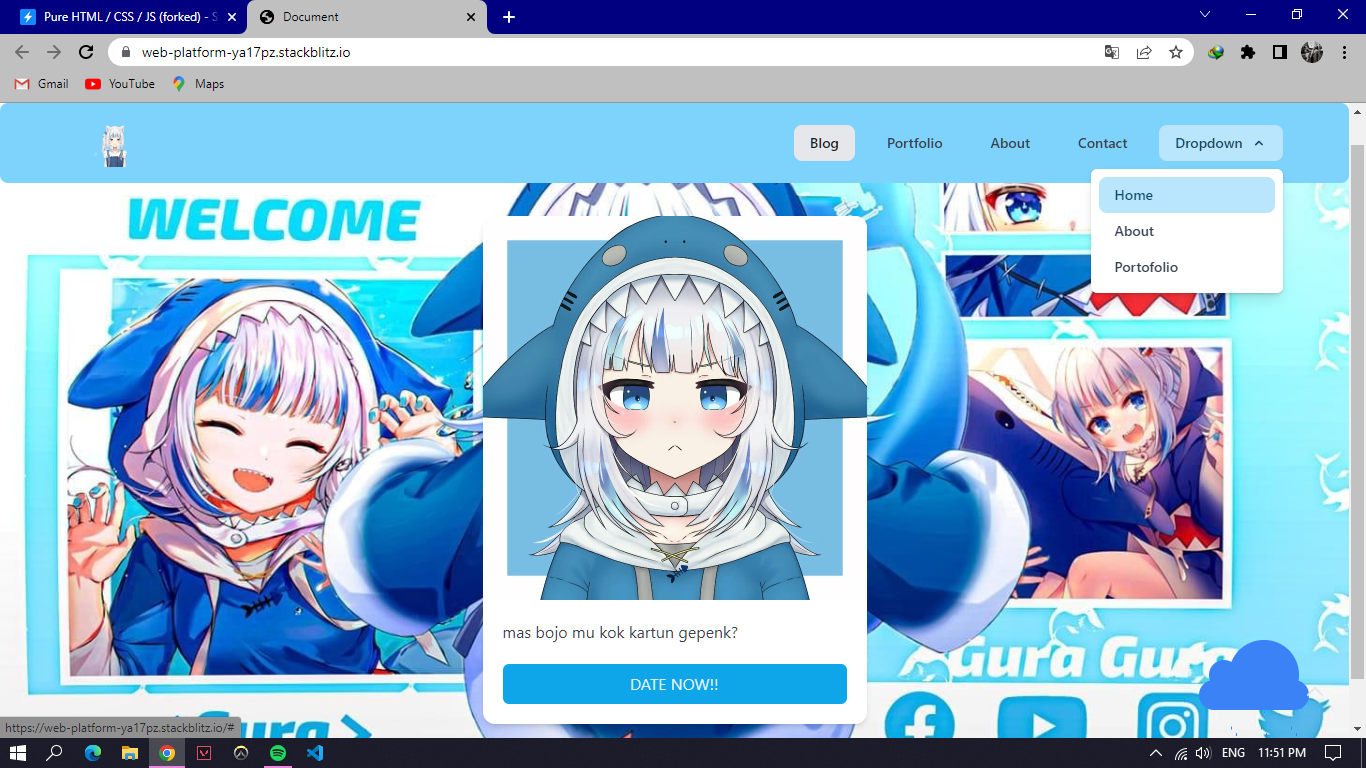 Pure HTML / CSS / JS (forked) - S
Document
web-platform-ya17pz.stackblitz.io
Gmail
YouTube
Maps
Blog
Portfolio
About
Contact
Dropdown
Home
About
Portofolio
WELCOME
mas bojo mu kok kartun gepenk?
DATE NOW!!
Gura Gura
< Gura >
https://web-platform-ya17pz.stackblitz.io/#
ENG
11:51 PM